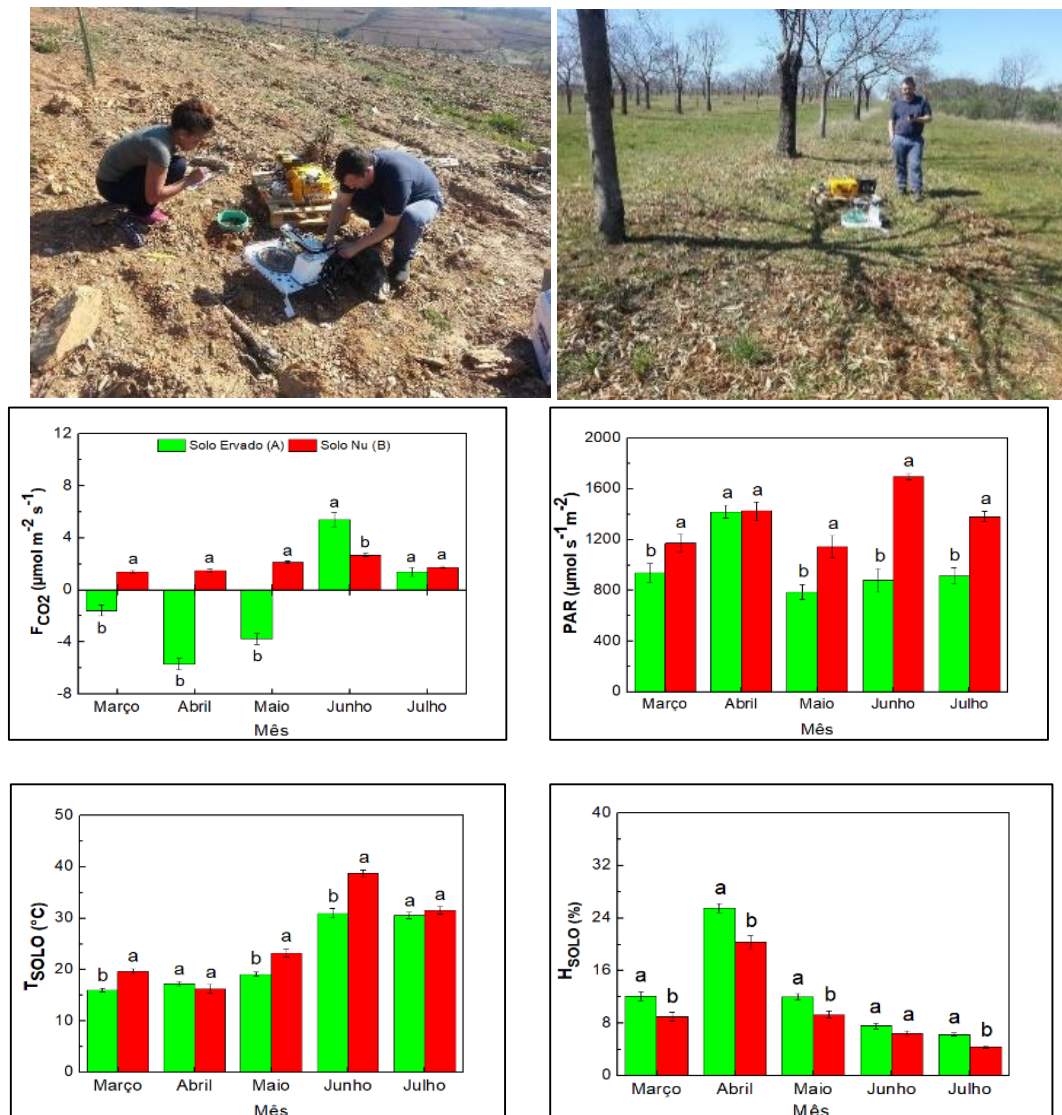 12
8
4
0
-4
-8
F CO2 (µmol m-2 s-1)
Solo Ervado (A) Solo Nu (B)
b a b a b a a b a a
Março Abril Maio Junho Julho
Mês
2000
1600
1200
800
400
0
PAR (µmol s-1 m-2)
b a a a b a b a b a
Março Abril Maio Junho Julho
Mês
50
40
30
20
10
0
TSOLO (°C)
b a a a b a b a a a
Março Abril Maio Junho Julho
Mês
40
32
24
16
8
0
HSOLO (%)
a b a b a b a a a b
Março Abril Maio Junho Julho
Mês